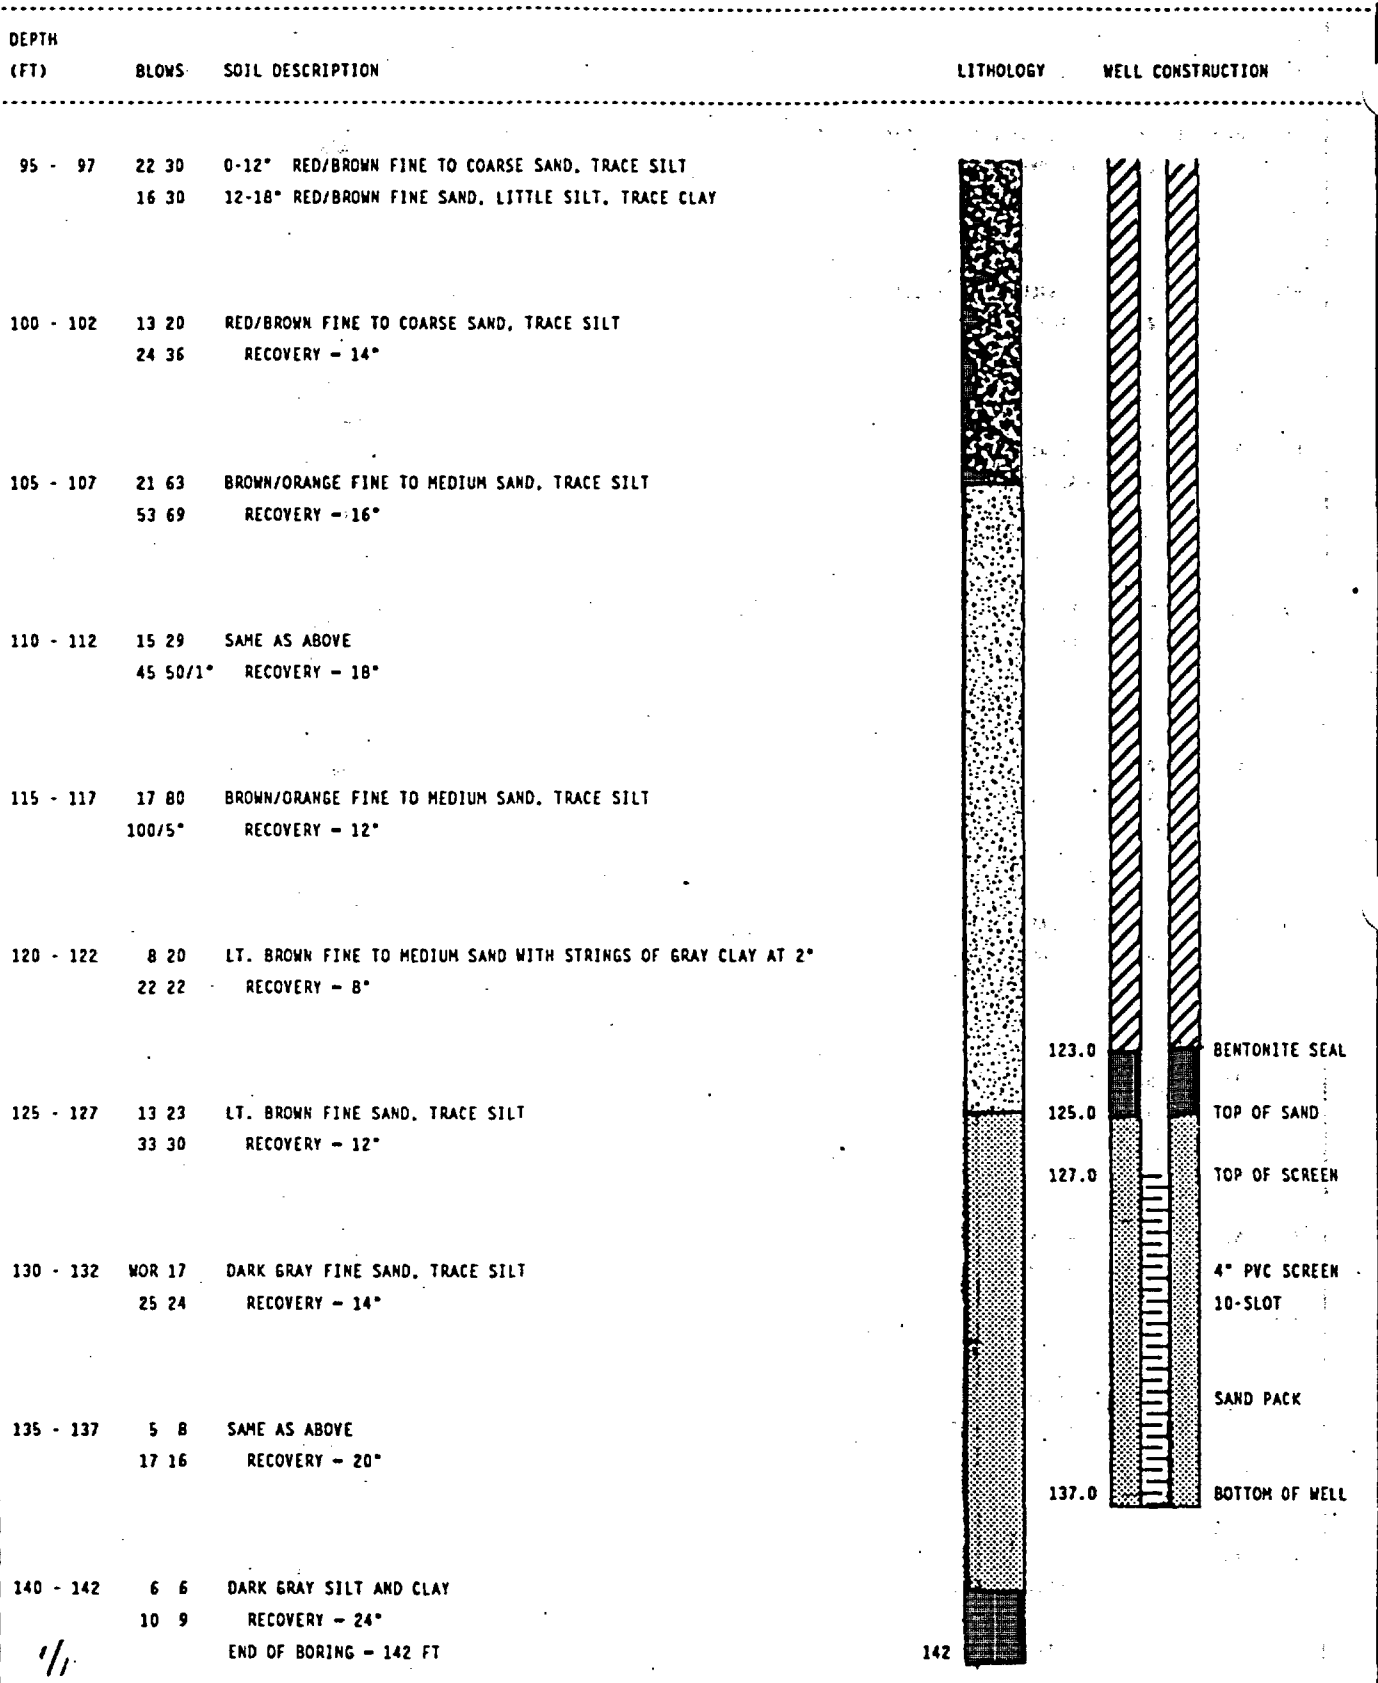 DEPTH
(FT) BLOWS SOIL DESCRIPTION LITHOLOGY WELL CONSTRUCTION
95 - 97 22 30 0-12" RED/BROWN FINE TO COARSE SAND, TRACE SILT
16 30 12-18" RED/BROWN FINE SAND, LITTLE SILT, TRACE CLAY
100 - 102 13 20 RED/BROWN FINE TO COARSE SAND, TRACE SILT
24 36 RECOVERY - 14"
105 - 107 21 63 BROWN/ORANGE FINE TO MEDIUM SAND, TRACE SILT
53 69 RECOVERY - 16"
110 - 112 15 29 SAME AS ABOVE
45 50/1" RECOVERY - 18"
115 - 117 17 80 BROWN/ORANGE FINE TO MEDIUM SAND, TRACE SILT
100/5" RECOVERY - 12"
120 - 122 8 20 LT. BROWN FINE TO MEDIUM SAND WITH STRINGS OF GRAY CLAY AT 2"
22 22 RECOVERY - 8"
123.0 BENTONITE SEAL
125 - 127 13 23 LT. BROWN FINE SAND, TRACE SILT 125.0 TOP OF SAND
33 30 RECOVERY - 12"
127.0 TOP OF SCREEN
130 - 132 WOR 17 DARK GRAY FINE SAND, TRACE SILT 4" PVC SCREEN
25 24 RECOVERY - 14" 10-SLOT
SAND PACK
135 - 137 5 8 SAME AS ABOVE
17 16 RECOVERY - 20"
137.0 BOTTOM OF WELL
140 - 142 6 6 DARK GRAY SILT AND CLAY
10 9 RECOVERY - 24"
1/1 END OF BORING - 142 FT 142